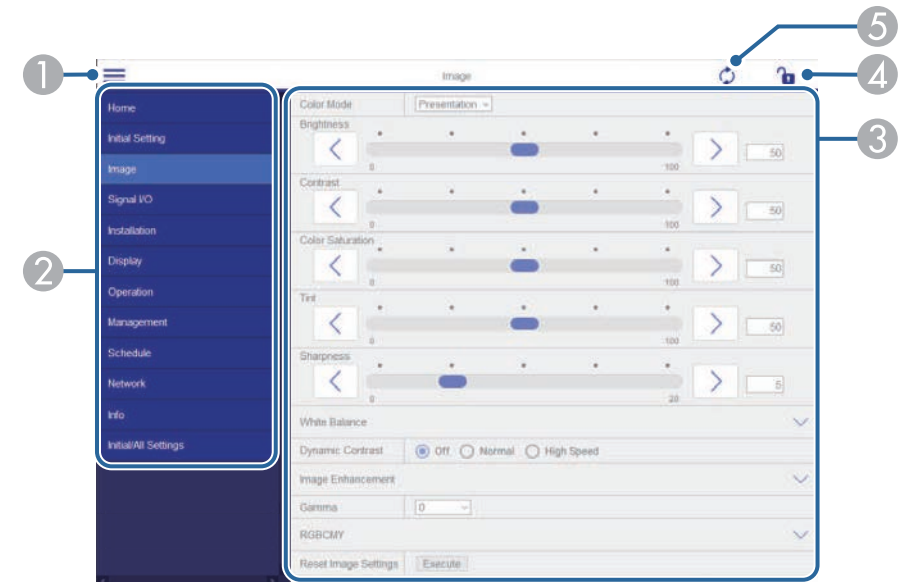 5
1
Image
4
Home
Initial Setting
Image
Signal I/O
Installation
Display
Operation
Management
Schedule
Network
Info
Initial/All Settings
2
Color Mode Presentation
Brightness
0 100 50
Contrast
0 100 50
Color Saturation
0 100 50
Tint
0 100 50
Sharpness
0 20 5
White Balance
Dynamic Contrast Off Normal High Speed
Image Enhancement
Gamma 0
RGBCMY
Reset Image Settings Execute
3